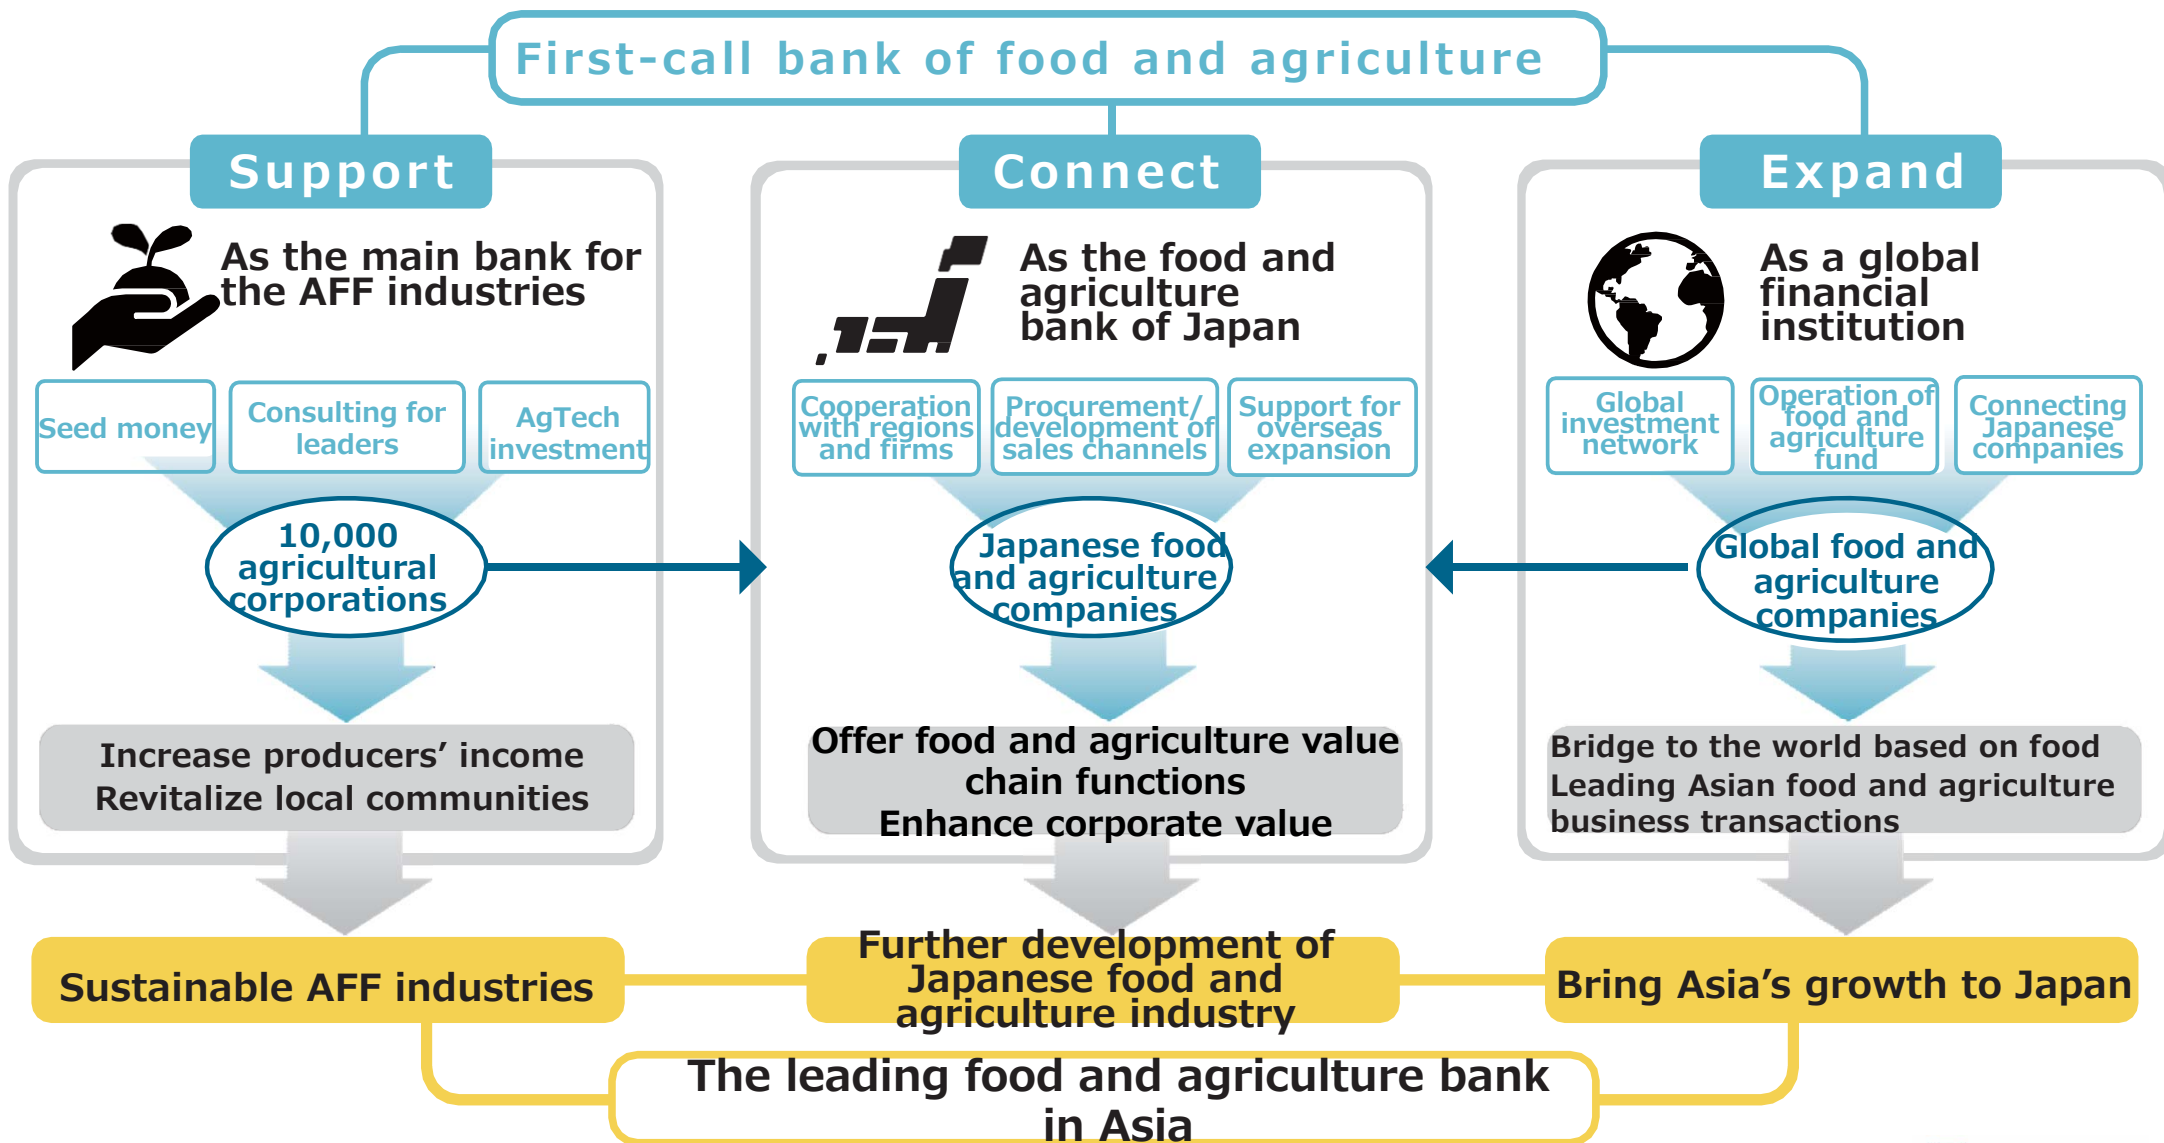 First-call bank of food and agriculture
Support
As the main bank for
the AFF industries
Seed money
Consulting for
leaders
AgTech
investment
10,000
agricultural
corporations
Increase producers’ income
Revitalize local communities
Sustainable AFF industries
Connect
As the food and
agriculture
bank of Japan
Cooperation
with regions
and firms
Procurement/
development of
sales channels
Support for
overseas
expansion
Japanese food
and agriculture
companies
Offer food and agriculture value
chain functions
Enhance corporate value
Further development of
Japanese food and
agriculture industry
Expand
As a global
financial
institution
Global
investment
network
Operation of
food and
agriculture
fund
Connecting
Japanese
companies
Global food and
agriculture
companies
Bridge to the world based on food
Leading Asian food and agriculture
business transactions
Bring Asia’s growth to Japan
The leading food and agriculture bank
in Asia